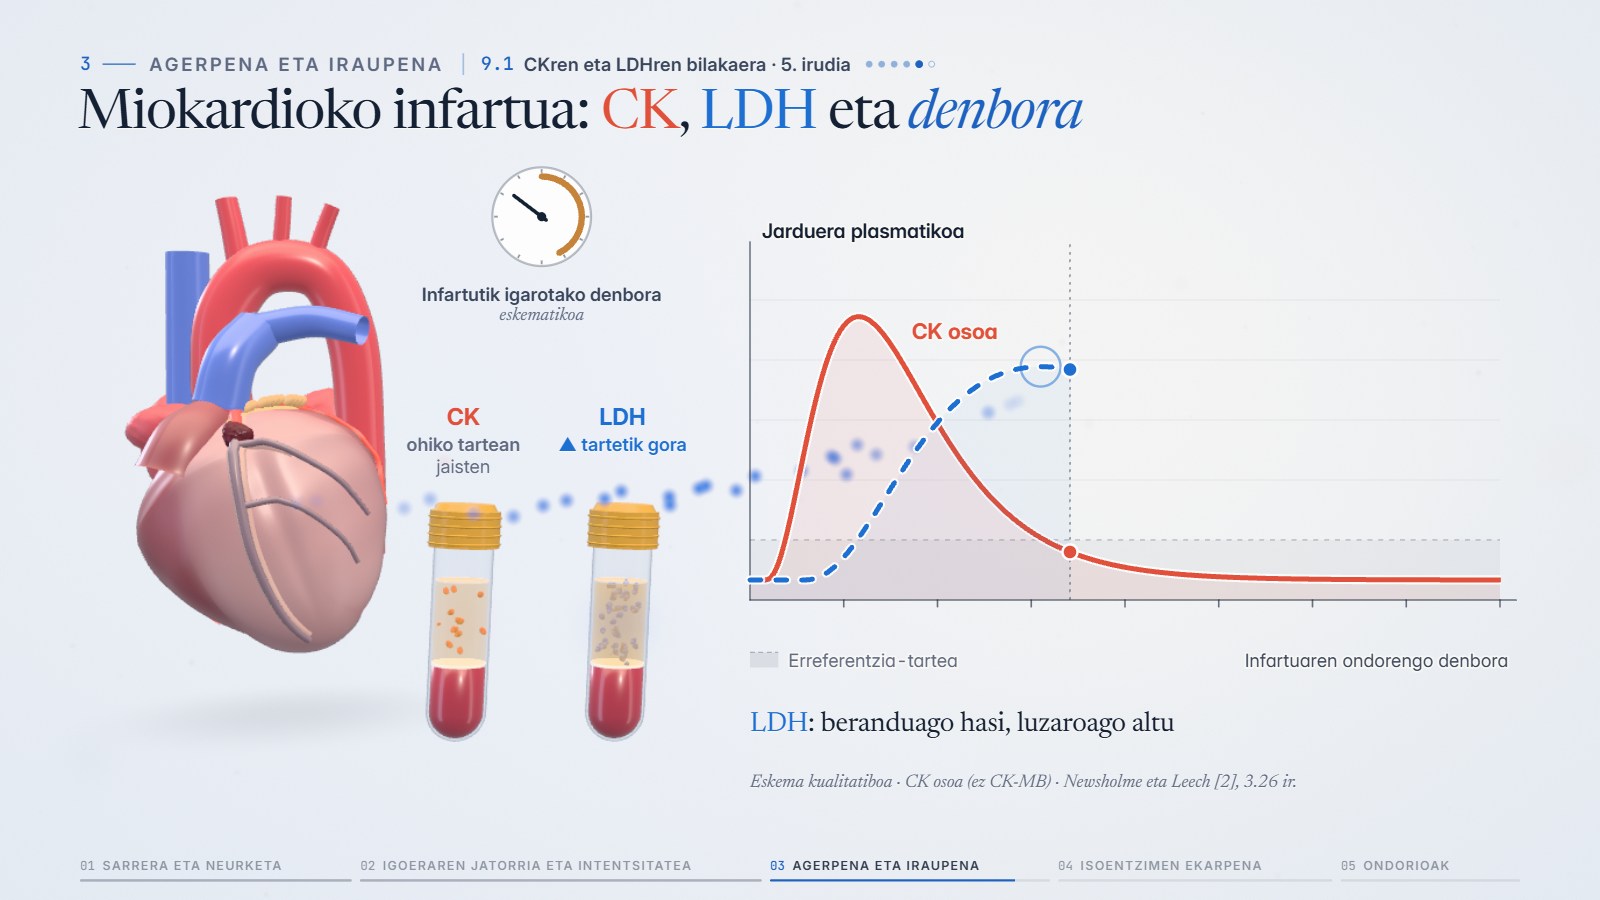 3 — AGERPENA ETA IRAUPENA | 9.1 CKren eta LDHren bilakaera · 5. irudia
Miokardioko infartua: CK, LDH eta denbora
Infartutik igarotako denbora
eskematikoa
CK
ohiko tartean
jaisten
LDH
▲ tartetik gora
Jarduera plasmatikoa
CK osoa
Erreferentzia-tartea
Infartuaren ondorengo denbora
LDH: beranduago hasi, luzaroago altu
Eskema kualitatiboa · CK osoa (ez CK-MB) · Newsholme eta Leech [2], 3.26 ir.
01 SARRERA ETA NEURKETA
02 IGOERAREN JATORRIA ETA INTENTSITATEA
03 AGERPENA ETA IRAUPENA
04 ISOENTZIMEN EKARPENA
05 ONDORIOAK